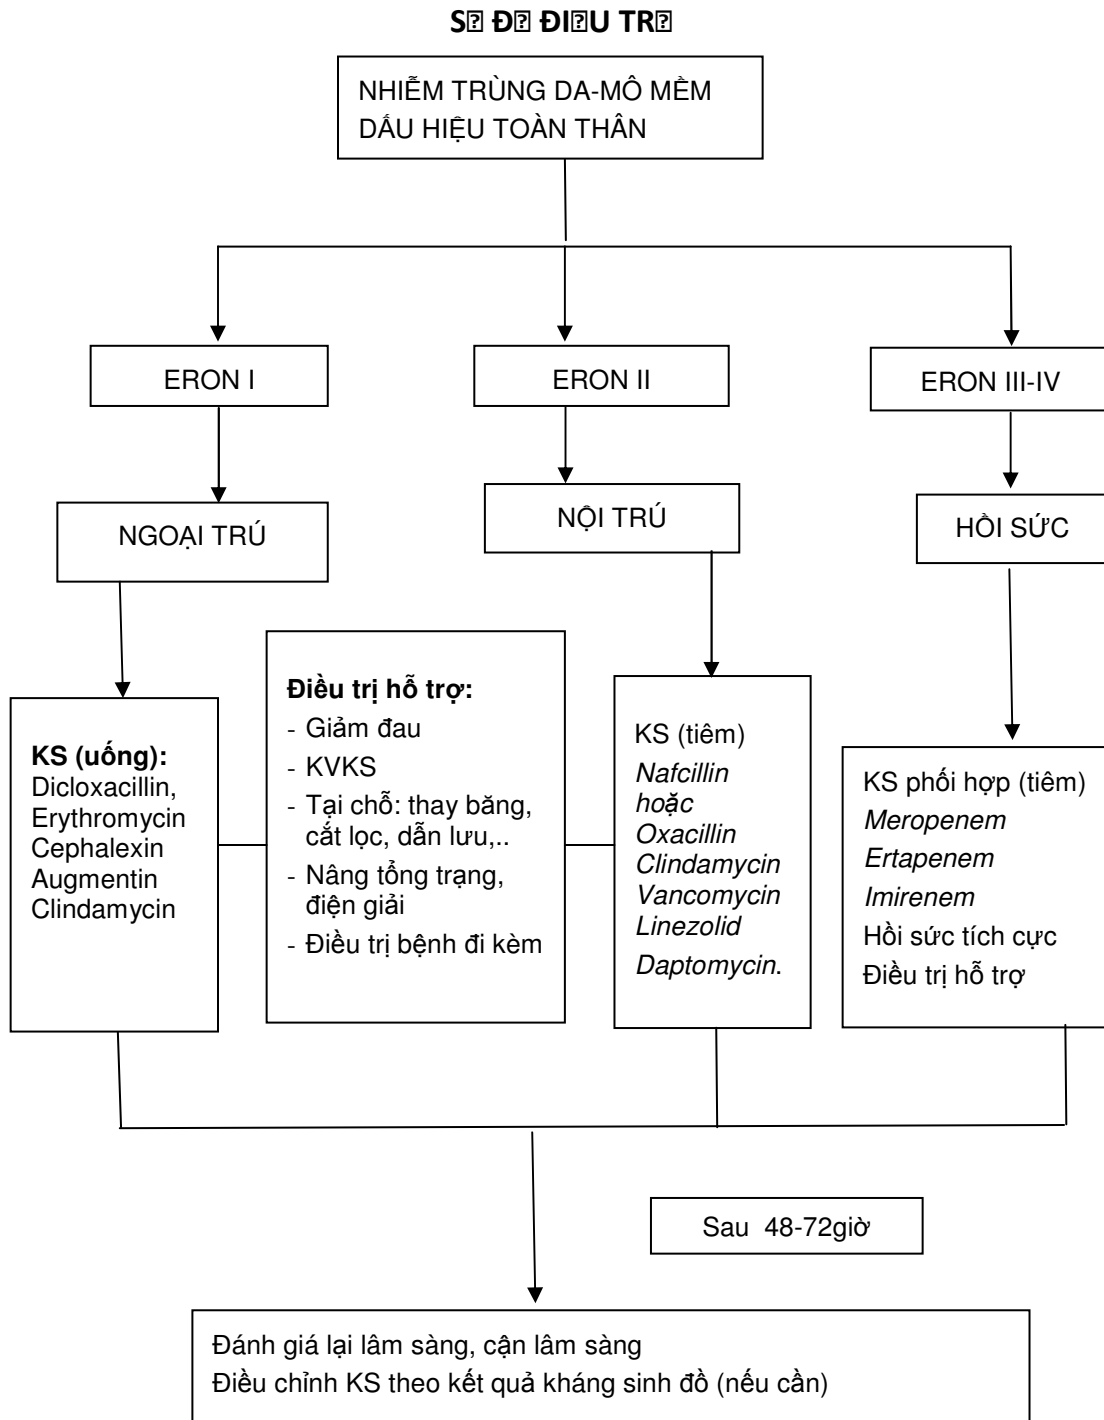 NHIỄM TRÙNG DA-MÔ MỀM
DẤU HIỆU TOÀN THÂN
ERON I
ERON II
ERON III-IV
NGOẠI TRÚ
NỘI TRÚ
HỒI SỨC
KS (uống):
Dicloxacillin,
Erythromycin
Cephalexin
Augmentin
Clindamycin
Điều trị hỗ trợ:
- Giảm đau
- KVKS
- Tại chỗ: thay băng,
cắt lọc, dẫn lưu,..
- Nâng tổng trạng,
điện giải
- Điều trị bệnh đi kèm
KS (tiêm)
Nafcillin
hoặc
Oxacillin
Clindamycin
Vancomycin
Linezolid
Daptomycin.
KS phối hợp (tiêm)
Meropenem
Ertapenem
Imirenem
Hồi sức tích cực
Điều trị hỗ trợ
Sau 48-72giờ
Đánh giá lại lâm sàng, cận lâm sàng
Điều chỉnh KS theo kết quả kháng sinh đồ (nếu cần)